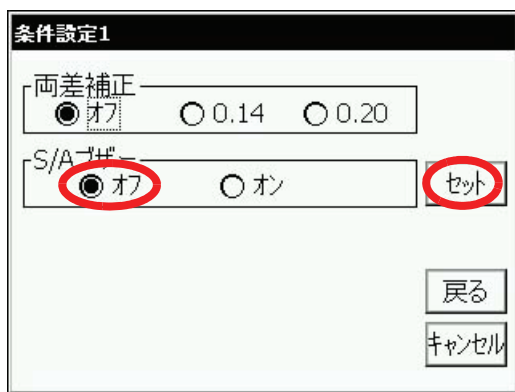 条件設定1
両差補正
オフ 0.14 0.20
S/Aブザー
オフ オン セット
戻る
キャンセル